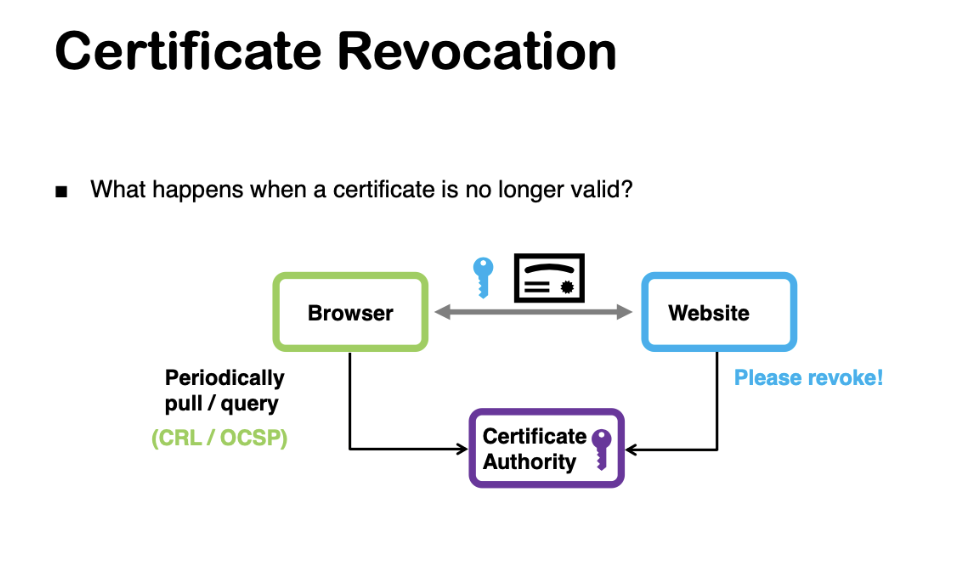 Certificate Revocation
■ What happens when a certificate is no longer valid?
Browser
Website
Periodically
pull / query
(CRL / OCSP)
Please revoke!
Certificate
Authority